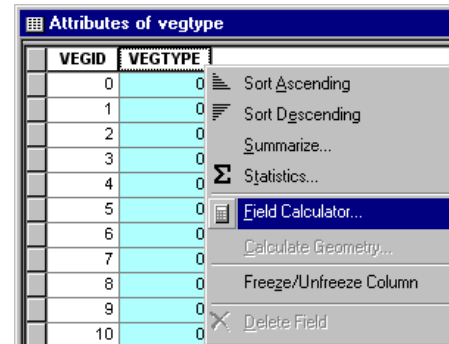 Attributes of vegtype
VEGID VEGTYPE
0 0 Sort Ascending
1 0 Sort Descending
2 0 Summarize...
3 0 Statistics...
4 0
5 0 Field Calculator...
6 0 Calculate Geometry...
7 0
8 0 Freeze/Unfreeze Column
9 0 Delete Field
10 0